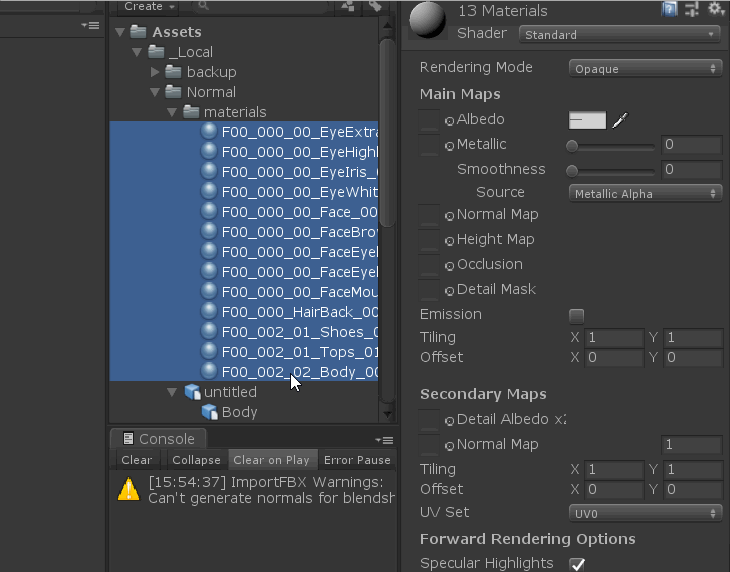 Create
Assets
_Local
backup
Normal
materials
F00_000_00_EyeExtra
F00_000_00_EyeHighl
F00_000_00_EyeIris_
F00_000_00_EyeWhit
F00_000_00_Face_00
F00_000_00_FaceBro
F00_000_00_FaceEyel
F00_000_00_FaceEyel
F00_000_00_FaceMou
F00_000_HairBack_00
F00_002_01_Shoes_0
F00_002_01_Tops_01
F00_002_02_Body_00
untitled
Body
Console
Clear Collapse Clear on Play Error Pause
[15:54:37] ImportFBX Warnings:
Can't generate normals for blendsh
13 Materials
Shader Standard
Rendering Mode Opaque
Main Maps
Albedo
Metallic 0
Smoothness 0
Source Metallic Alpha
Normal Map
Height Map
Occlusion
Detail Mask
Emission
Tiling X 1 Y 1
Offset X 0 Y 0
Secondary Maps
Detail Albedo x2
Normal Map 1
Tiling X 1 Y 1
Offset X 0 Y 0
UV Set UV0
Forward Rendering Options
Specular Highlights